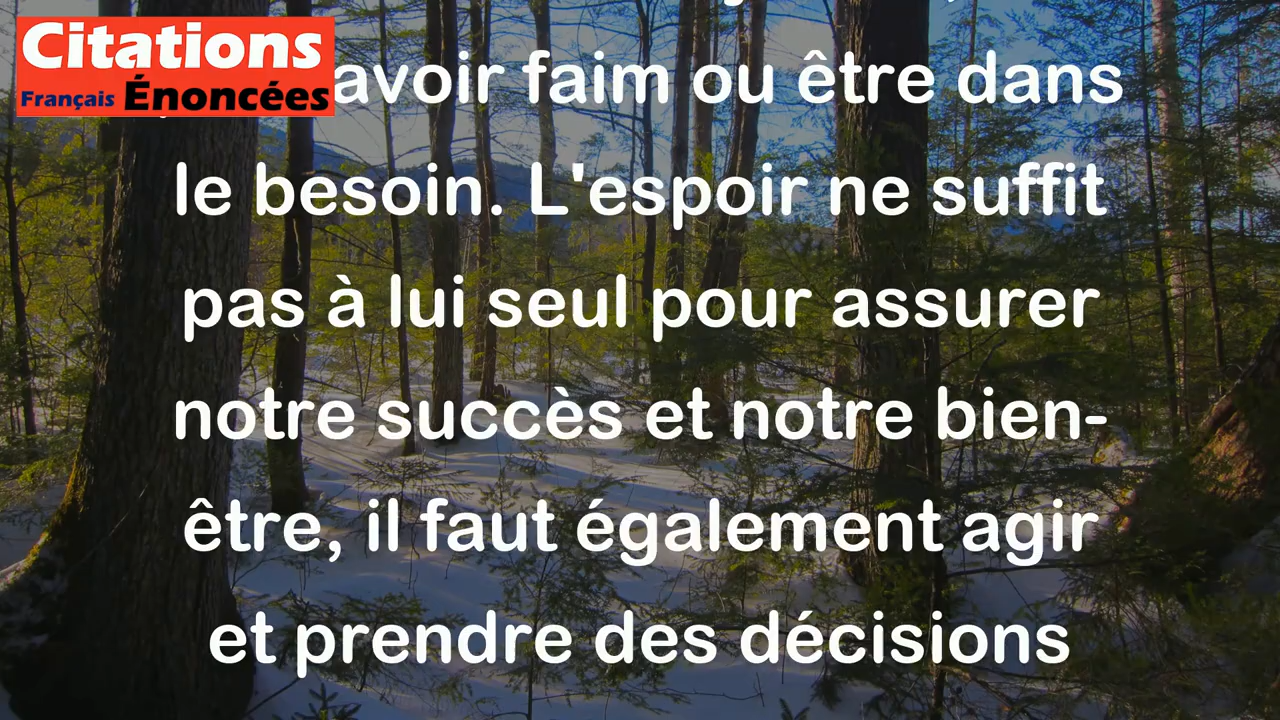 Citations
Français Énoncées
avoir faim ou être dans
le besoin. L'espoir ne suffit
pas à lui seul pour assurer
notre succès et notre bien-
être, il faut également agir
et prendre des décisions